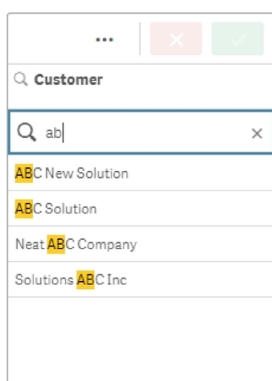 Customer
ab
ABC New Solution
ABC Solution
Neat ABC Company
Solutions ABC Inc